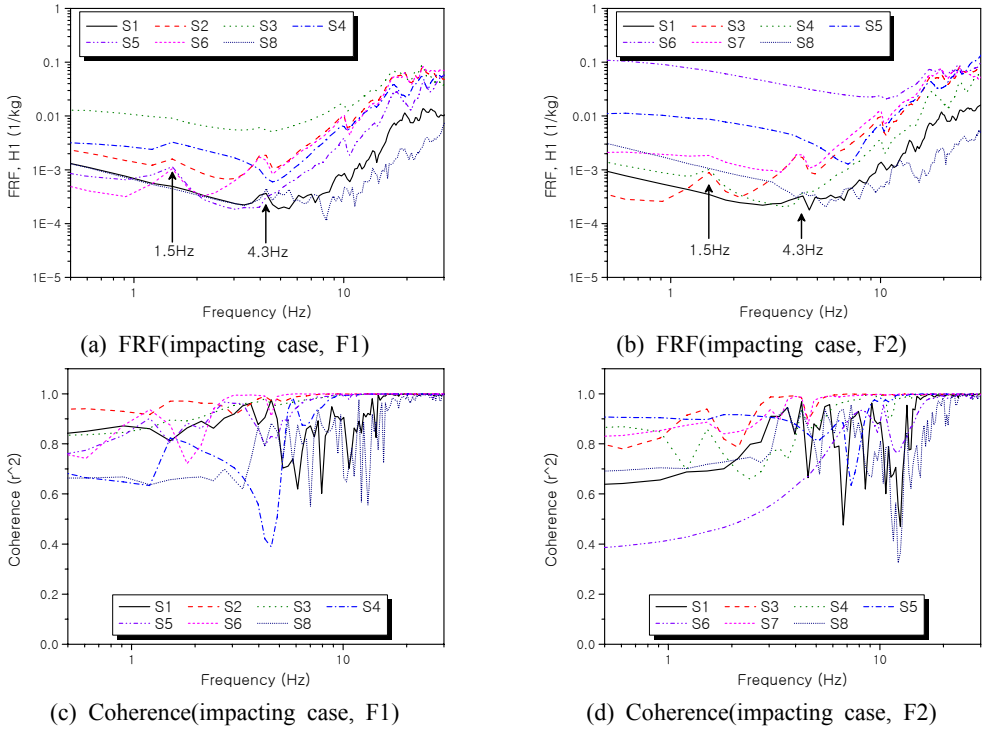 S1 S2 S3 S4
S5 S6 S8
1
0.1
0.01
1E-3
1E-4
1E-5
FRF, H1 (1/kg)
1.5Hz
4.3Hz
1
10
Frequency (Hz)
(a) FRF(impacting case, F1)
S1 S3 S4 S5
S6 S7 S8
1
0.1
0.01
1E-3
1E-4
1E-5
FRF, H1 (1/kg)
1.5Hz
4.3Hz
1
10
Frequency (Hz)
(b) FRF(impacting case, F2)
1.0
0.8
0.6
0.4
0.2
0.0
Coherence (r^2)
S1 S2 S3 S4
S5 S6 S8
1
10
Frequency (Hz)
(c) Coherence(impacting case, F1)
1.0
0.8
0.6
0.4
0.2
0.0
Coherence (r^2)
S1 S3 S4 S5
S6 S7 S8
1
10
Frequency (Hz)
(d) Coherence(impacting case, F2)